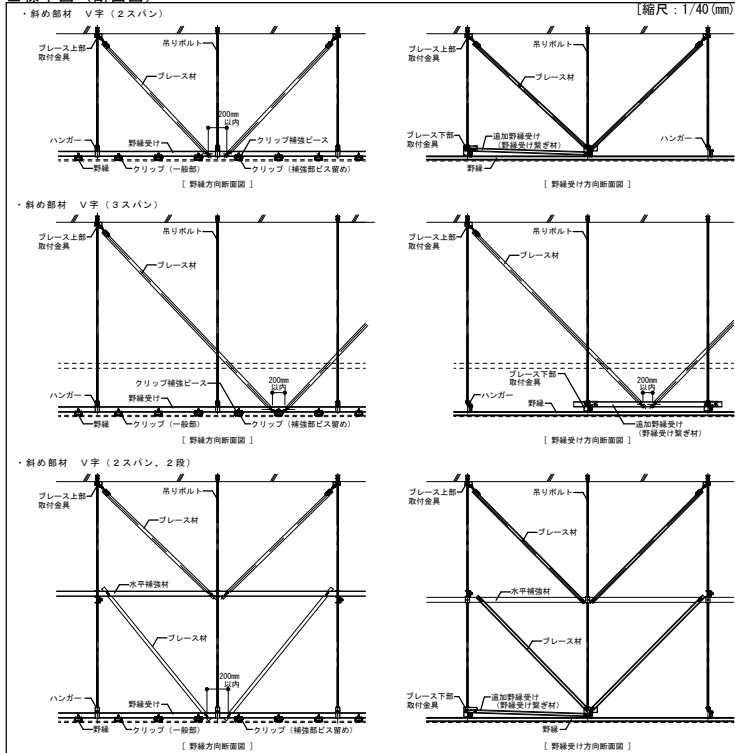 [縮尺：1/40(mm)]
・斜め部材　V字（2スパン）
ブレース上部
取付金具
吊りボルト
ブレース材
200mm
以内
ハンガー
野縁受け
クリップ補強ピース
野縁
クリップ（一般部）
クリップ（補強部ビス留め）
[ 野縁方向断面図 ]
ブレース上部
取付金具
吊りボルト
ブレース材
ブレース下部
取付金具
追加野縁受け
(野縁受け繋ぎ材)
ハンガー
野縁
[ 野縁受け方向断面図 ]
・斜め部材　V字（3スパン）
ブレース上部
取付金具
吊りボルト
ブレース材
クリップ補強ピース
200mm
以内
ハンガー
野縁受け
野縁
クリップ（一般部）
クリップ（補強部ビス留め）
[ 野縁方向断面図 ]
ブレース上部
取付金具
吊りボルト
ブレース材
ブレース下部
取付金具
200mm
以内
ハンガー
野縁
追加野縁受け
(野縁受け繋ぎ材)
[ 野縁受け方向断面図 ]
・斜め部材　V字（2スパン、2段）
ブレース上部
取付金具
吊りボルト
ブレース材
水平補強材
ブレース材
200mm
以内
ハンガー
野縁受け
野縁
クリップ（一般部）
クリップ（補強部ビス留め）
[ 野縁方向断面図 ]
ブレース上部
取付金具
吊りボルト
ブレース材
水平補強材
ブレース材
ブレース下部
取付金具
追加野縁受け
(野縁受け繋ぎ材)
野縁
[ 野縁受け方向断面図 ]